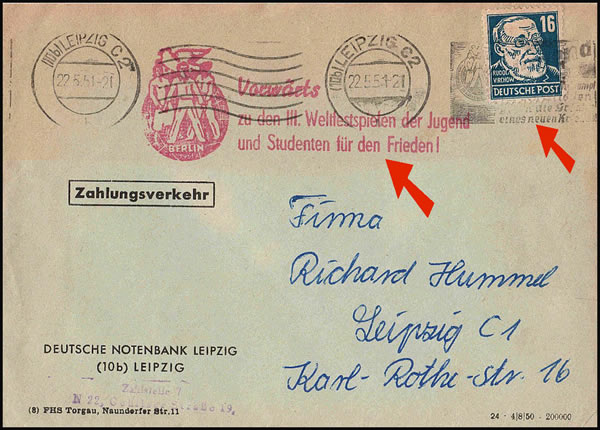 (10b) LEIPZIG C2
22.5.51-21
(10b) LEIPZIG C2
22.5.51-21
16
RUDOLF
DEUTSCHE POST
eines neuen
BERLIN
Vorwärts
zu den III. Weltfestspielen der Jugend
und Studenten für den Frieden!
Zahlungsverkehr
Firma
Richard Hummel
Leipzig C1
Karl-Rothe-str. 16
DEUTSCHE NOTENBANK LEIPZIG
(10b) LEIPZIG
N 22,
(8) FHS Torgau, Naundorfer Str.11
24 - 4/8/50 - 200000